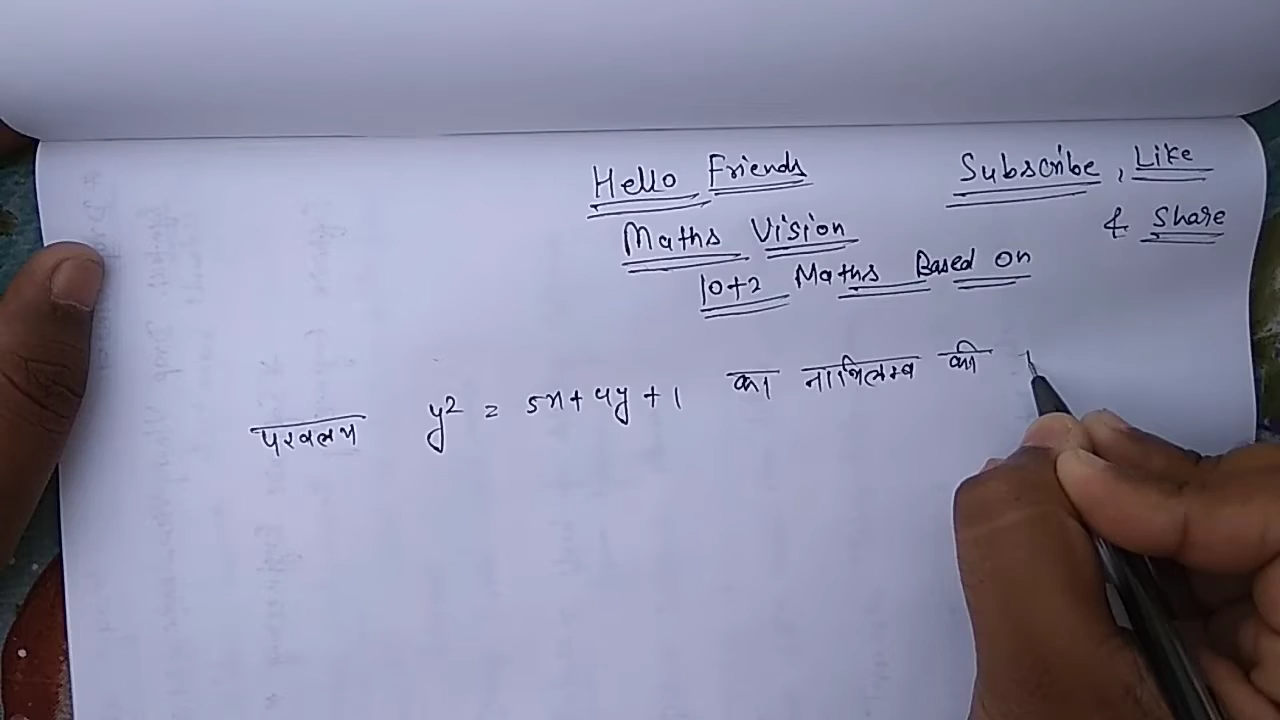 Hello Friends
Subscribe, Like
& Share
Maths Vision
10+2 Maths Based on
परवलय y² = 5x + 4y + 1 का नाभिलम्ब की